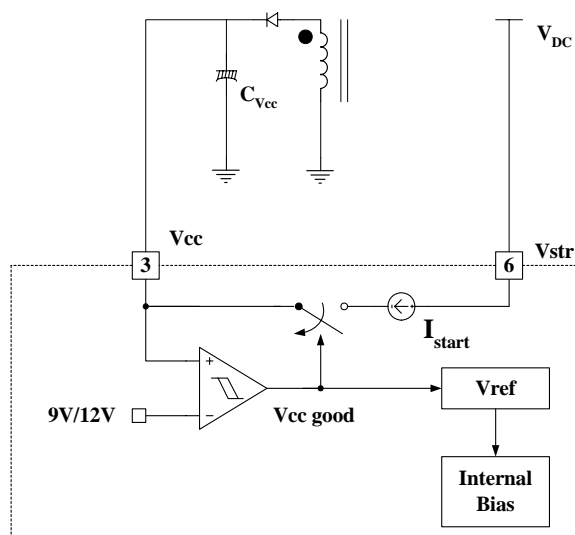 V_DC
C_Vcc
Vcc
Vstr
3
6
I_start
9V/12V
+
−
Vcc good
Vref
Internal
Bias